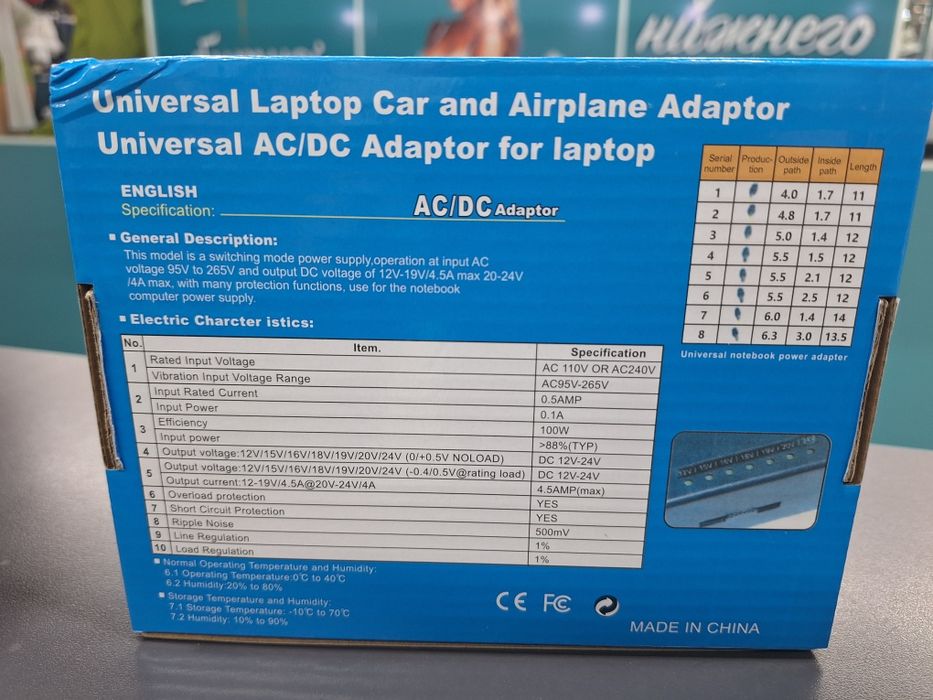 нижнего
Universal Laptop Car and Airplane Adaptor
Universal AC/DC Adaptor for laptop
ENGLISH
Specification: AC/DC Adaptor
General Description:
This model is a switching mode power supply,operation at input AC
voltage 95V to 265V and output DC voltage of 12V-19V/4.5A max 20-24V
/4A max, with many protection functions, use for the notebook
computer power supply.
Electric Charcter istics:
No. Item. Specification
1 Rated Input Voltage AC 110V OR AC240V
Vibration Input Voltage Range AC95V-265V
2 Input Rated Current 0.5AMP
Input Power 0.1A
3 Efficiency 100W
Input power >88%(TYP)
4 Output voltage:12V/15V/16V/18V/19V/20V/24V (0/+0.5V NOLOAD) DC 12V-24V
5 Output voltage:12V/15V/16V/18V/19V/20V/24V (-0.4/0.5V@rating load) DC 12V-24V
Output current:12-19V/4.5A@20V-24V/4A 4.5AMP(max)
6 Overload protection YES
7 Short Circuit Protection YES
8 Ripple Noise 500mV
9 Line Regulation 1%
10 Load Regulation 1%
Normal Operating Temperature and Humidity:
6.1 Operating Temperature:0℃ to 40℃
6.2 Humidity:20% to 80%
Storage Temperature and Humidity:
7.1 Storage Temperature: -10℃ to 70℃
7.2 Humidity: 10% to 90%
Serial number Produc-tion Outside path Inside path Length
1 4.0 1.7 11
2 4.8 1.7 11
3 5.0 1.4 12
4 5.5 1.5 12
5 5.5 2.1 12
6 5.5 2.5 12
7 6.0 1.4 14
8 6.3 3.0 13.5
Universal notebook power adapter
CE FC
MADE IN CHINA